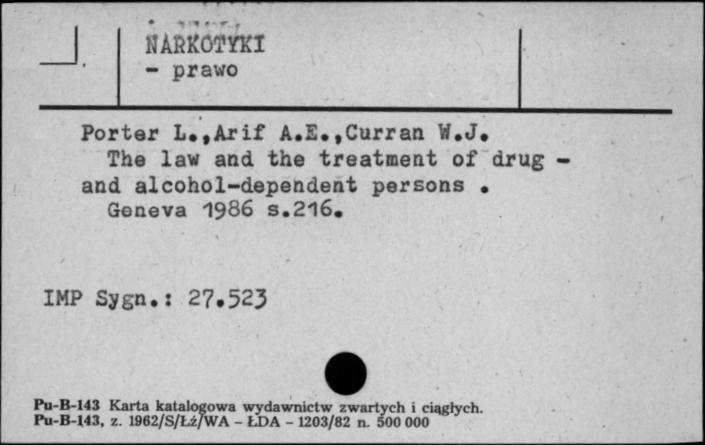 NARKOTYKI
- prawo
Porter L.,Arif A.E.,Curran W.J.
The law and the treatment of drug -
and alcohol-dependent persons .
Geneva 1986 s.216.
IMP Sygn.: 27.523
Pu-B-143 Karta katalogowa wydawnictw zwartych i ciągłych.
Pu-B-143, z. 1962/S/Łż/WA - ŁDA - 1203/82 n. 500 000